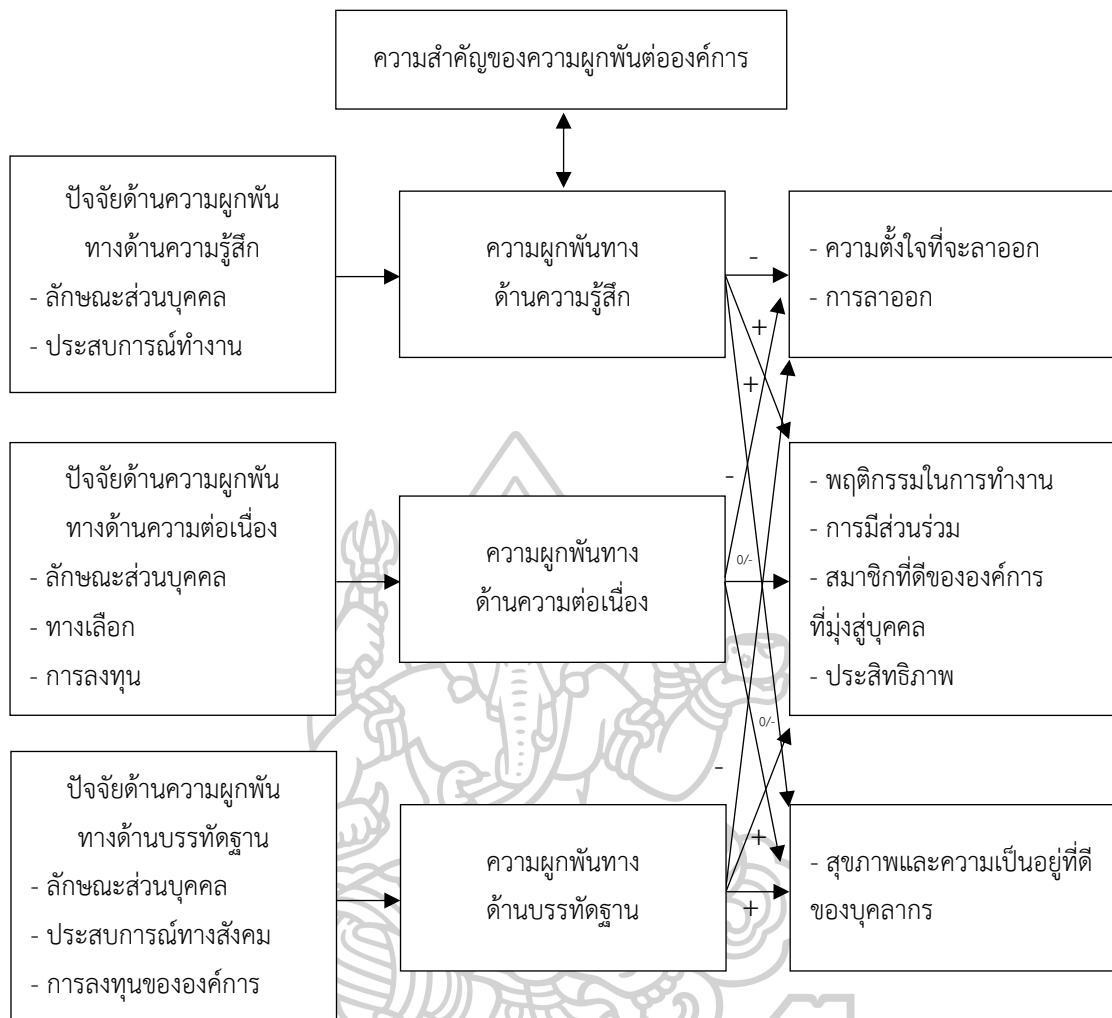 ความสำคัญของความผูกพันต่อองค์การ
ปัจจัยด้านความผูกพัน
ทางด้านความรู้สึก
- ลักษณะส่วนบุคคล
- ประสบการณ์ทำงาน
ความผูกพันทาง
ด้านความรู้สึก
-
+
+
- ความตั้งใจที่จะลาออก
- การลาออก
ปัจจัยด้านความผูกพัน
ทางด้านความต่อเนื่อง
- ลักษณะส่วนบุคคล
- ทางเลือก
- การลงทุน
ความผูกพันทาง
ด้านความต่อเนื่อง
-
0/-
0/-
- พฤติกรรมในการทำงาน
- การมีส่วนร่วม
- สมาชิกที่ดีขององค์การ
ที่มุ่งสู่บุคคล
- ประสิทธิภาพ
ปัจจัยด้านความผูกพัน
ทางด้านบรรทัดฐาน
- ลักษณะส่วนบุคคล
- ประสบการณ์ทางสังคม
- การลงทุนขององค์การ
ความผูกพันทาง
ด้านบรรทัดฐาน
-
+
+
- สุขภาพและความเป็นอยู่ที่ดี
ของบุคลากร